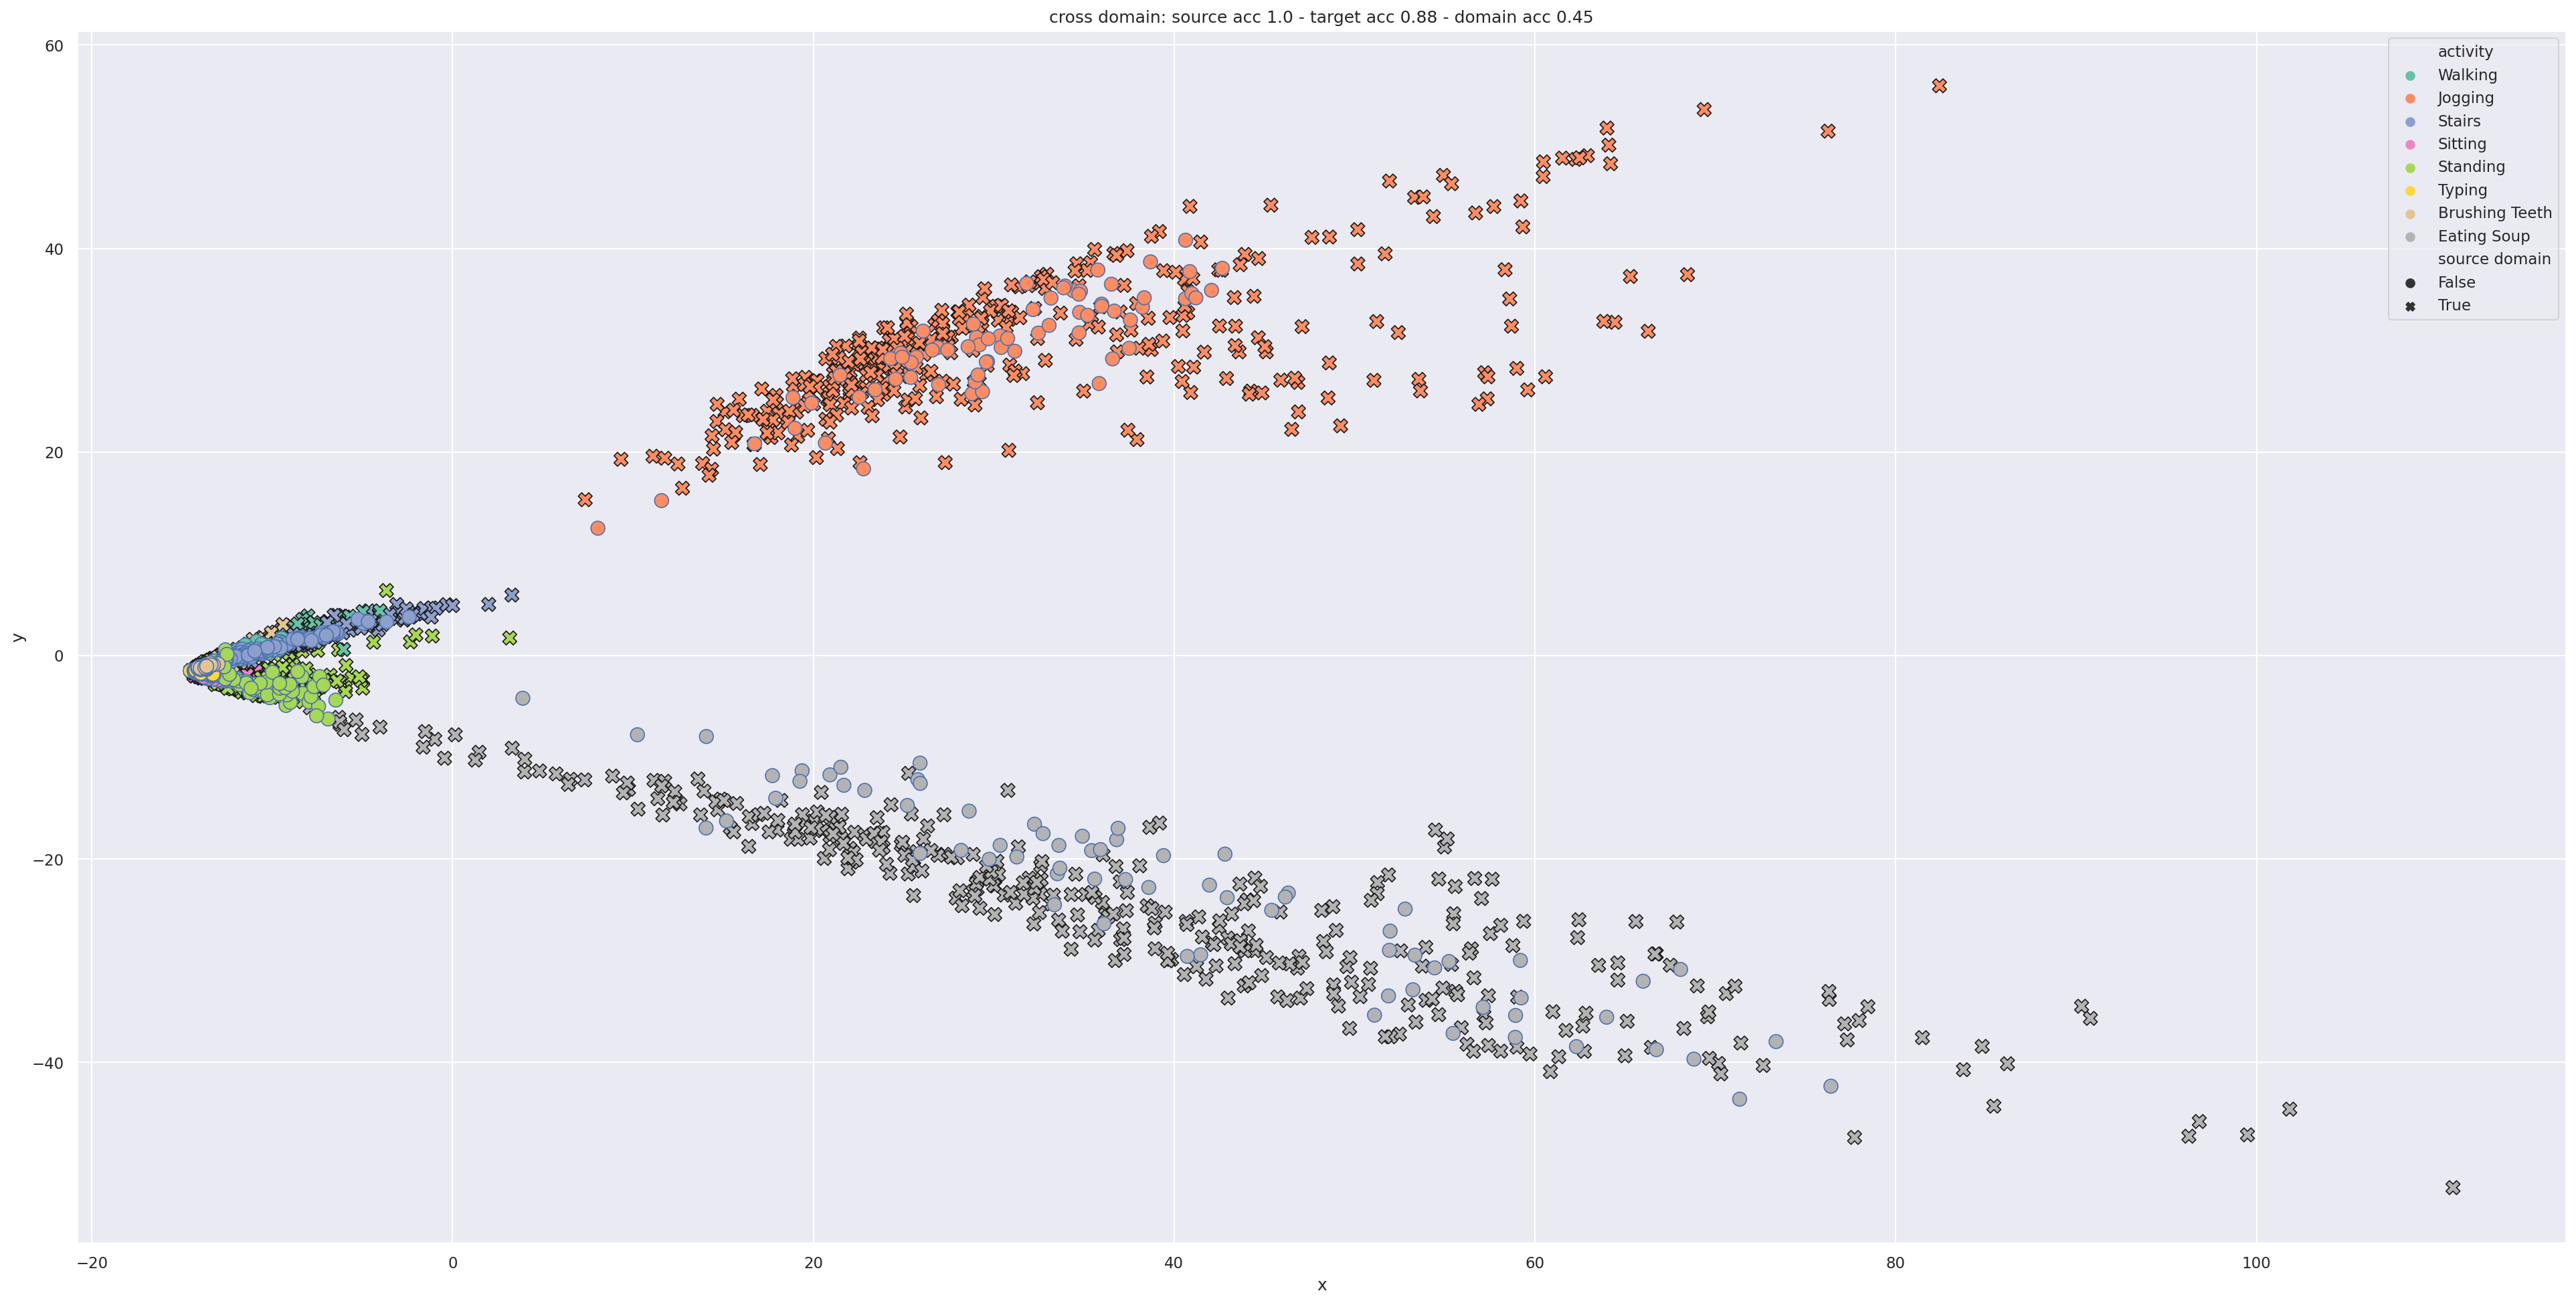 cross domain: source acc 1.0 - target acc 0.88 - domain acc 0.45
activity
Walking
Jogging
Stairs
Sitting
Standing
Typing
Brushing Teeth
Eating Soup
source domain
False
True
60
40
20
0
−20
−40
y
−20
0
20
40
60
80
100
x